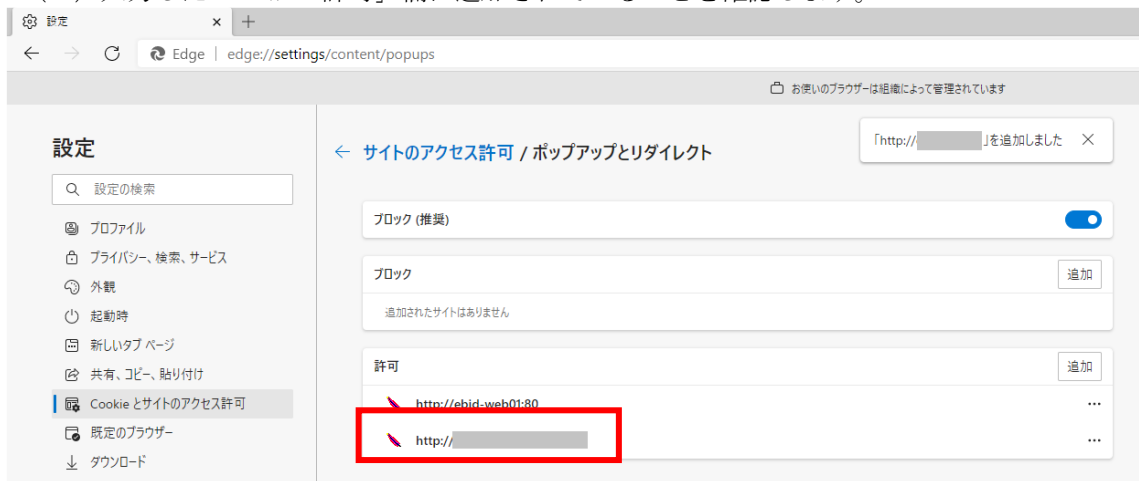 設定
Edge | edge://settings/content/popups
お使いのブラウザーは組織によって管理されています
設定
設定の検索
プロファイル
プライバシー、検索、サービス
外観
起動時
新しいタブ ページ
共有、コピー、貼り付け
Cookie とサイトのアクセス許可
既定のブラウザー
ダウンロード
サイトのアクセス許可 / ポップアップとリダイレクト
「http:// 」を追加しました
ブロック (推奨)
ブロック
追加
追加されたサイトはありません
許可
追加
http://ebid-web01:80
http://